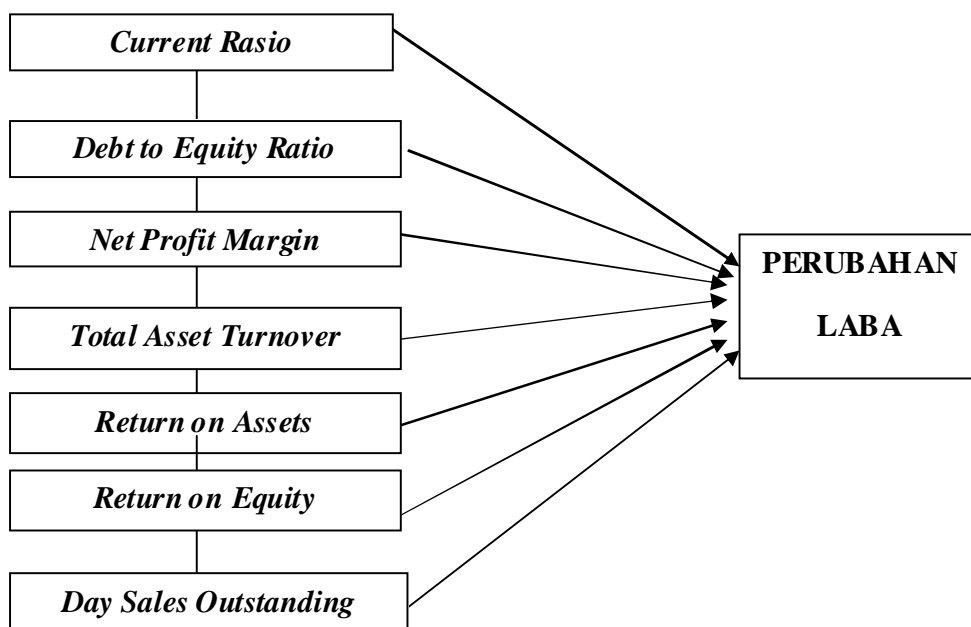 Current Rasio
Debt to Equity Ratio
Net Profit Margin
Total Asset Turnover
Return on Assets
Return on Equity
Day Sales Outstanding
PERUBAHAN
LABA